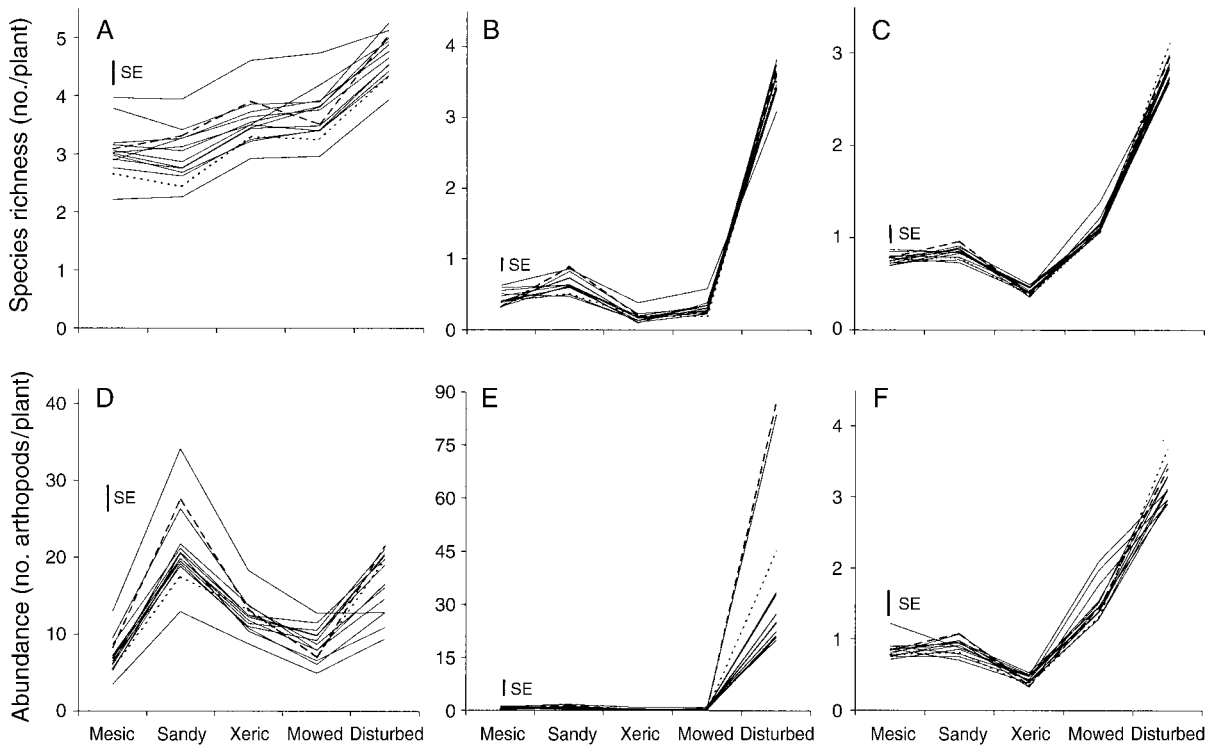 Species richness (no./plant)
A
5
4
3
2
1
0
SE
B
4
3
2
1
0
SE
C
3
2
1
0
SE
Abundance (no. arthopods/plant)
D
40
30
20
10
0
SE
Mesic Sandy Xeric Mowed Disturbed
E
90
75
60
45
30
15
0
SE
Mesic Sandy Xeric Mowed Disturbed
F
4
3
2
1
0
SE
Mesic Sandy Xeric Mowed Disturbed